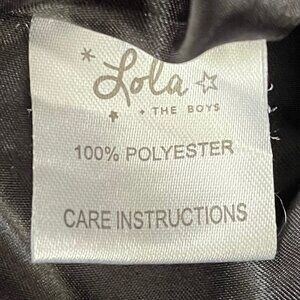 Lola
+ THE BOYS
100% POLYESTER
CARE INSTRUCTIONS